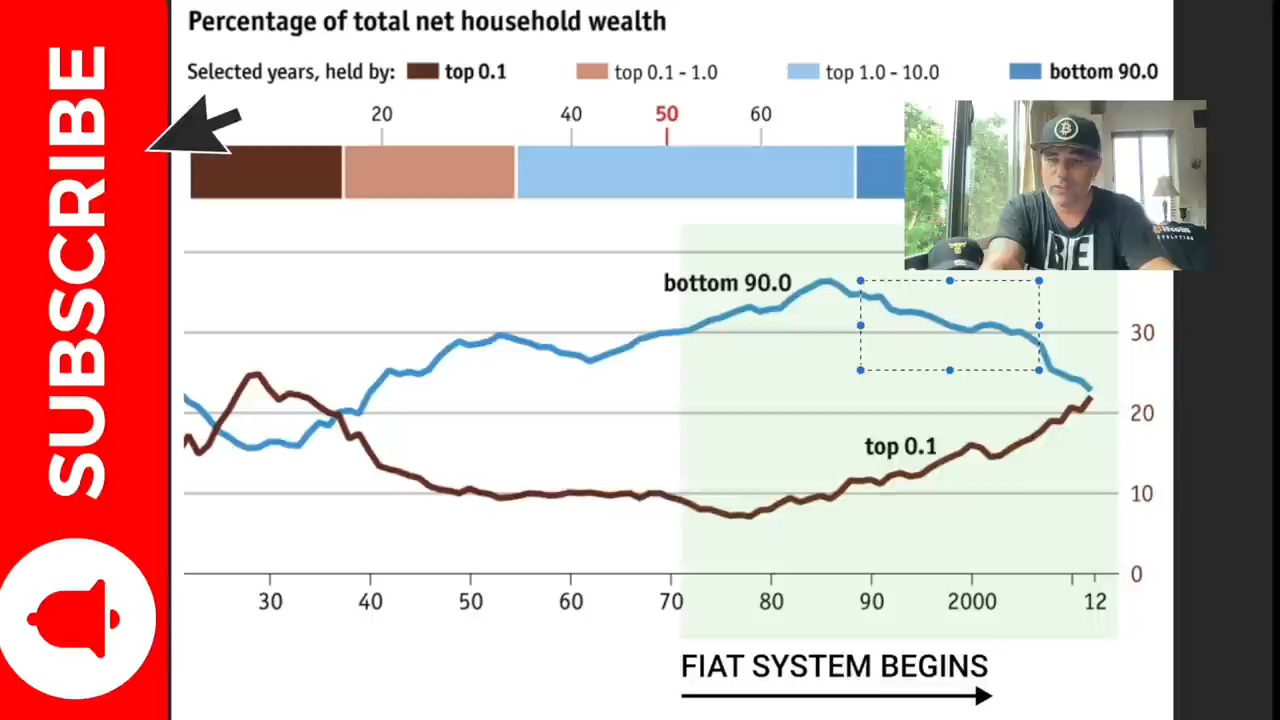 SUBSCRIBE
Percentage of total net household wealth
Selected years, held by: top 0.1 top 0.1 - 1.0 top 1.0 - 10.0 bottom 90.0
20 40 50 60
bottom 90.0
30
20
top 0.1
10
0
30 40 50 60 70 80 90 2000 12
FIAT SYSTEM BEGINS